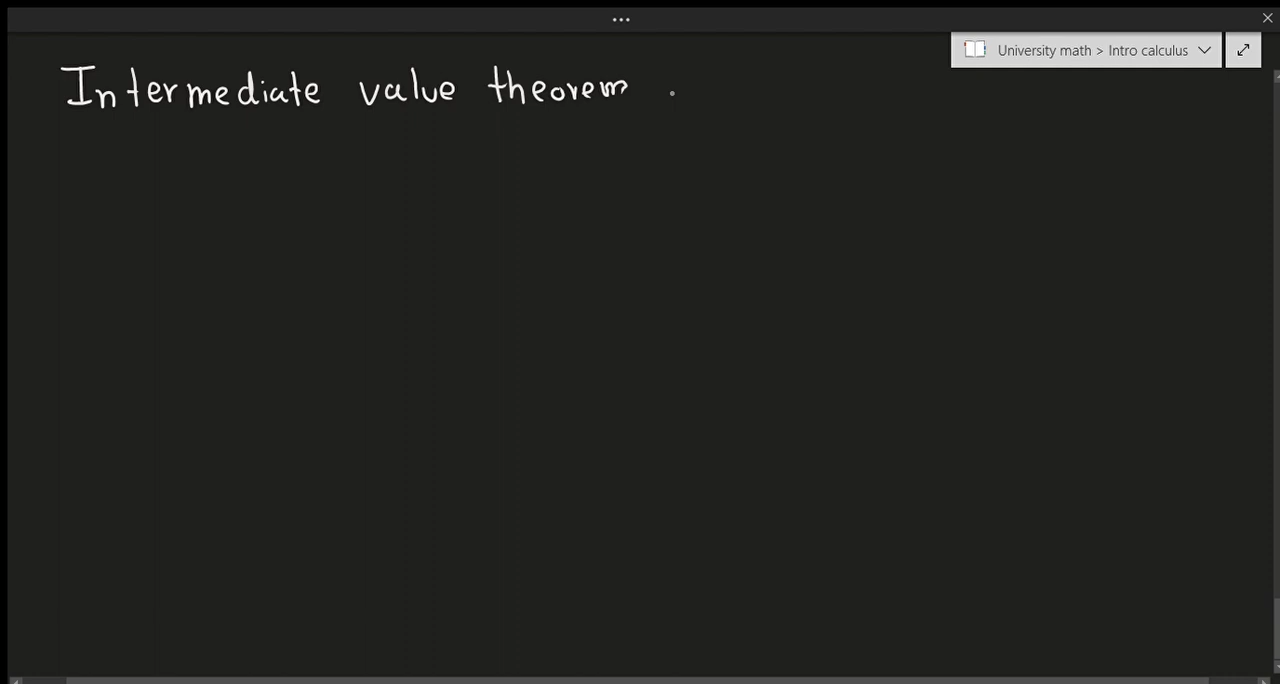 University math > Intro calculus
Intermediate value theorem